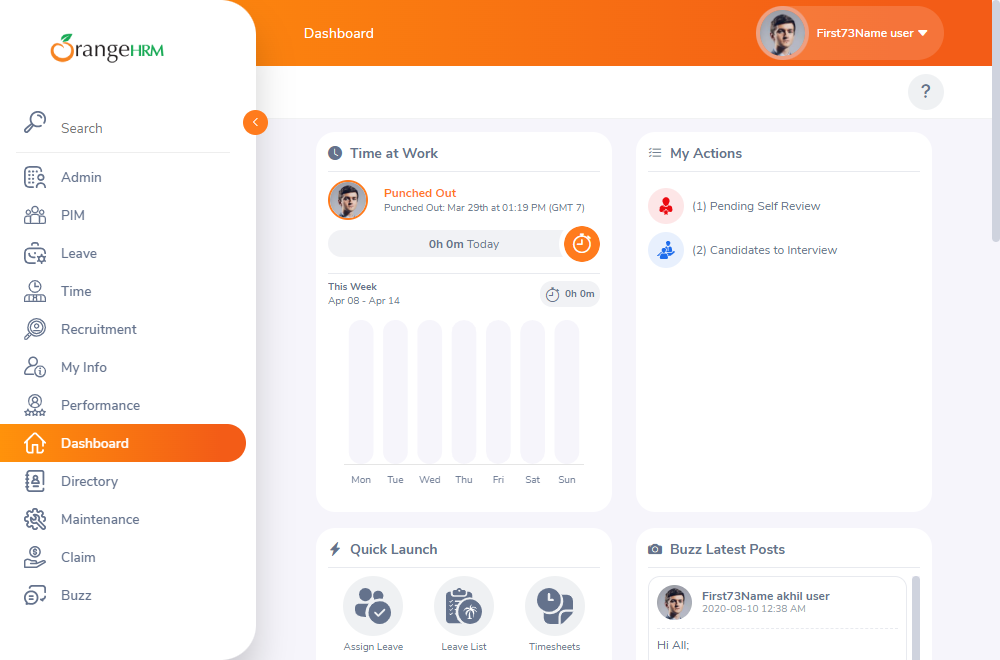 OrangeHRM
Search
Admin
PIM
Leave
Time
Recruitment
My Info
Performance
Dashboard
Directory
Maintenance
Claim
Buzz
Dashboard
First73Name user
?
Time at Work
Punched Out
Punched Out: Mar 29th at 01:19 PM (GMT 7)
0h 0m Today
This Week
Apr 08 - Apr 14
0h 0m
Mon Tue Wed Thu Fri Sat Sun
My Actions
(1) Pending Self Review
(2) Candidates to Interview
Quick Launch
Assign Leave Leave List Timesheets
Buzz Latest Posts
First73Name akhil user
2020-08-10 12:38 AM
Hi All;